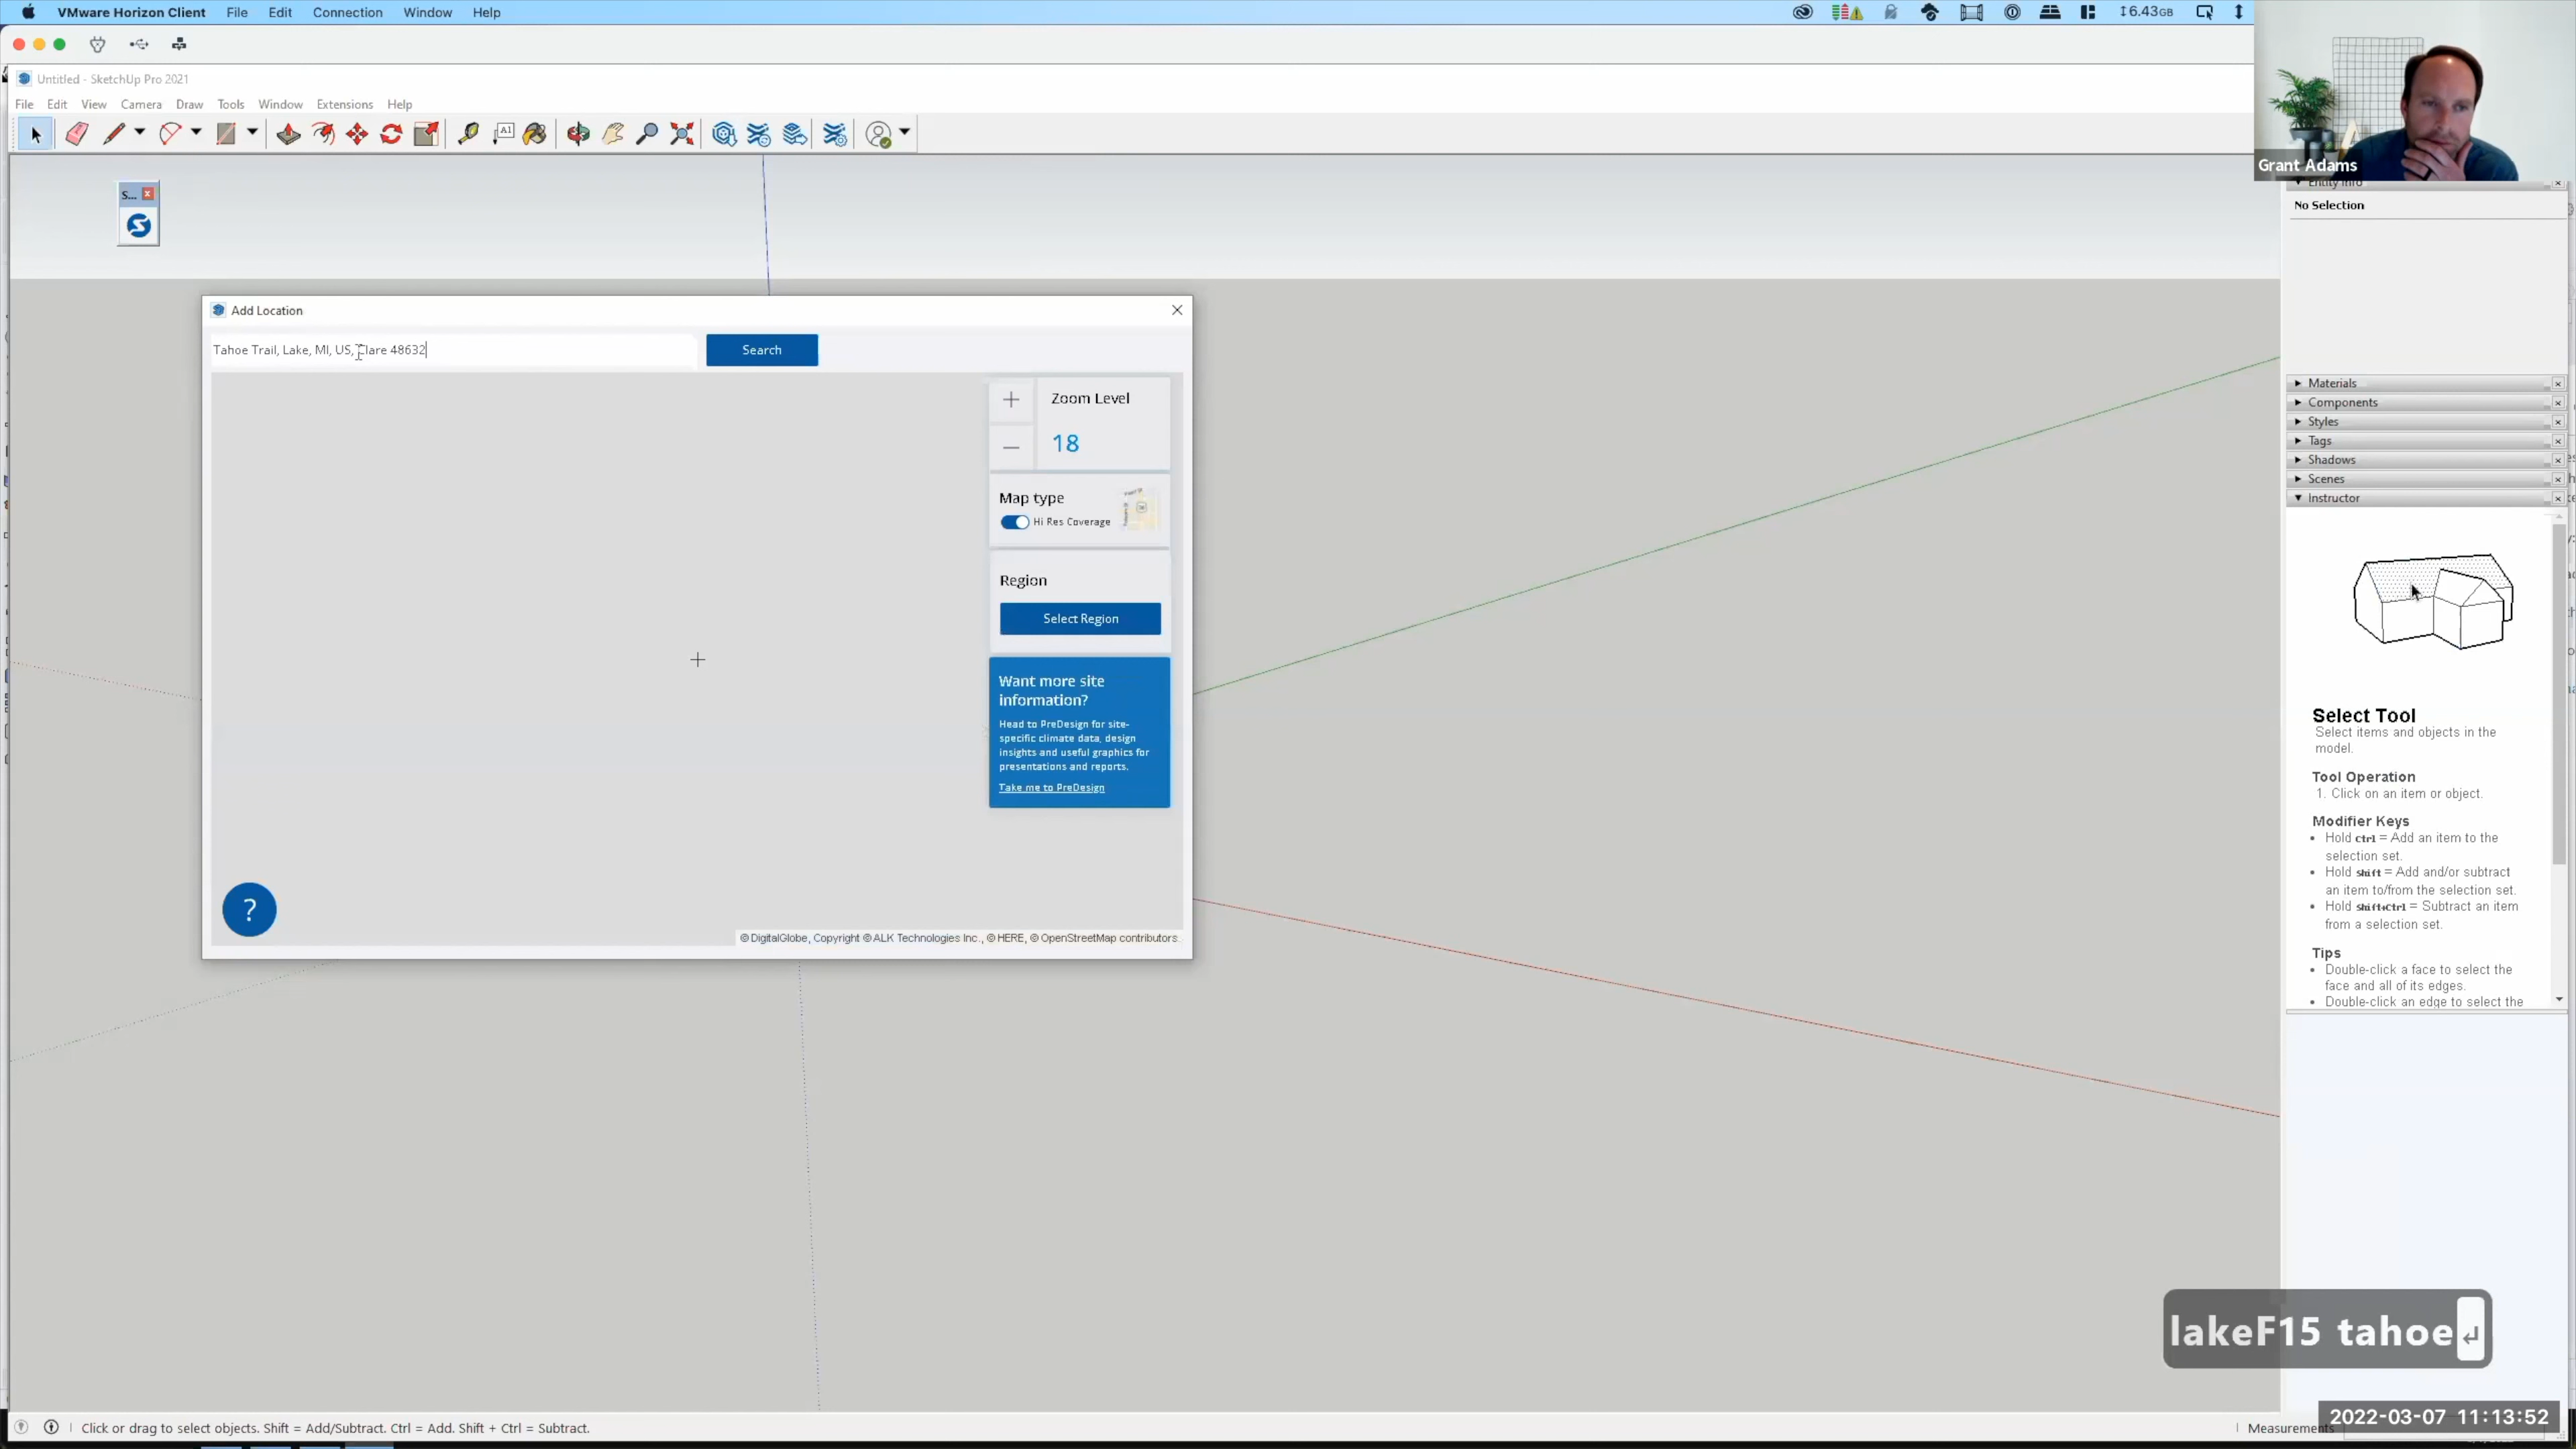 VMware Horizon Client File Edit Connection Window Help
6.43GB
Grant Adams
Untitled - SketchUp Pro 2021
File Edit View Camera Draw Tools Window Extensions Help
A1
S...
Entity Info
No Selection
Add Location
Tahoe Trail, Lake, MI, US, Clare 48632
Search
Zoom Level
18
Map type
Hi Res Coverage
Region
Select Region
Want more site
information?
Head to PreDesign for site-
specific climate data, design
insights and useful graphics for
presentations and reports.
Take me to PreDesign
?
© DigitalGlobe, Copyright © ALK Technologies Inc., © HERE, © OpenStreetMap contributors.
Materials
Components
Styles
Tags
Shadows
Scenes
Instructor
Select Tool
Select items and objects in the
model.
Tool Operation
1. Click on an item or object.
Modifier Keys
• Hold Ctrl = Add an item to the
selection set.
• Hold Shift = Add and/or subtract
an item to/from the selection set.
• Hold Shift+Ctrl = Subtract an item
from a selection set.
Tips
• Double-click a face to select the
face and all of its edges.
• Double-click an edge to select the
lakeF15 tahoe↵
Click or drag to select objects. Shift = Add/Subtract. Ctrl = Add. Shift + Ctrl = Subtract.
Measurements
2022-03-07 11:13:52